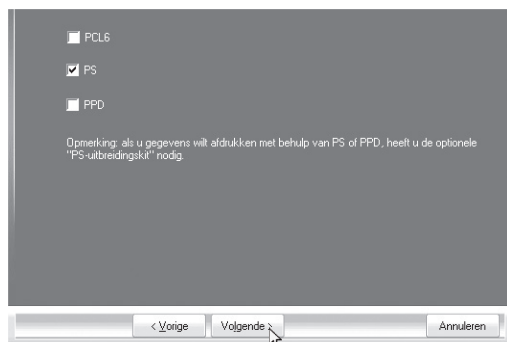 PCL6
PS
PPD
Opmerking: als u gegevens wilt afdrukken met behulp van PS of PPD, heeft u de optionele
"PS-uitbreidingskit" nodig.
< Vorige
Volgende >
Annuleren